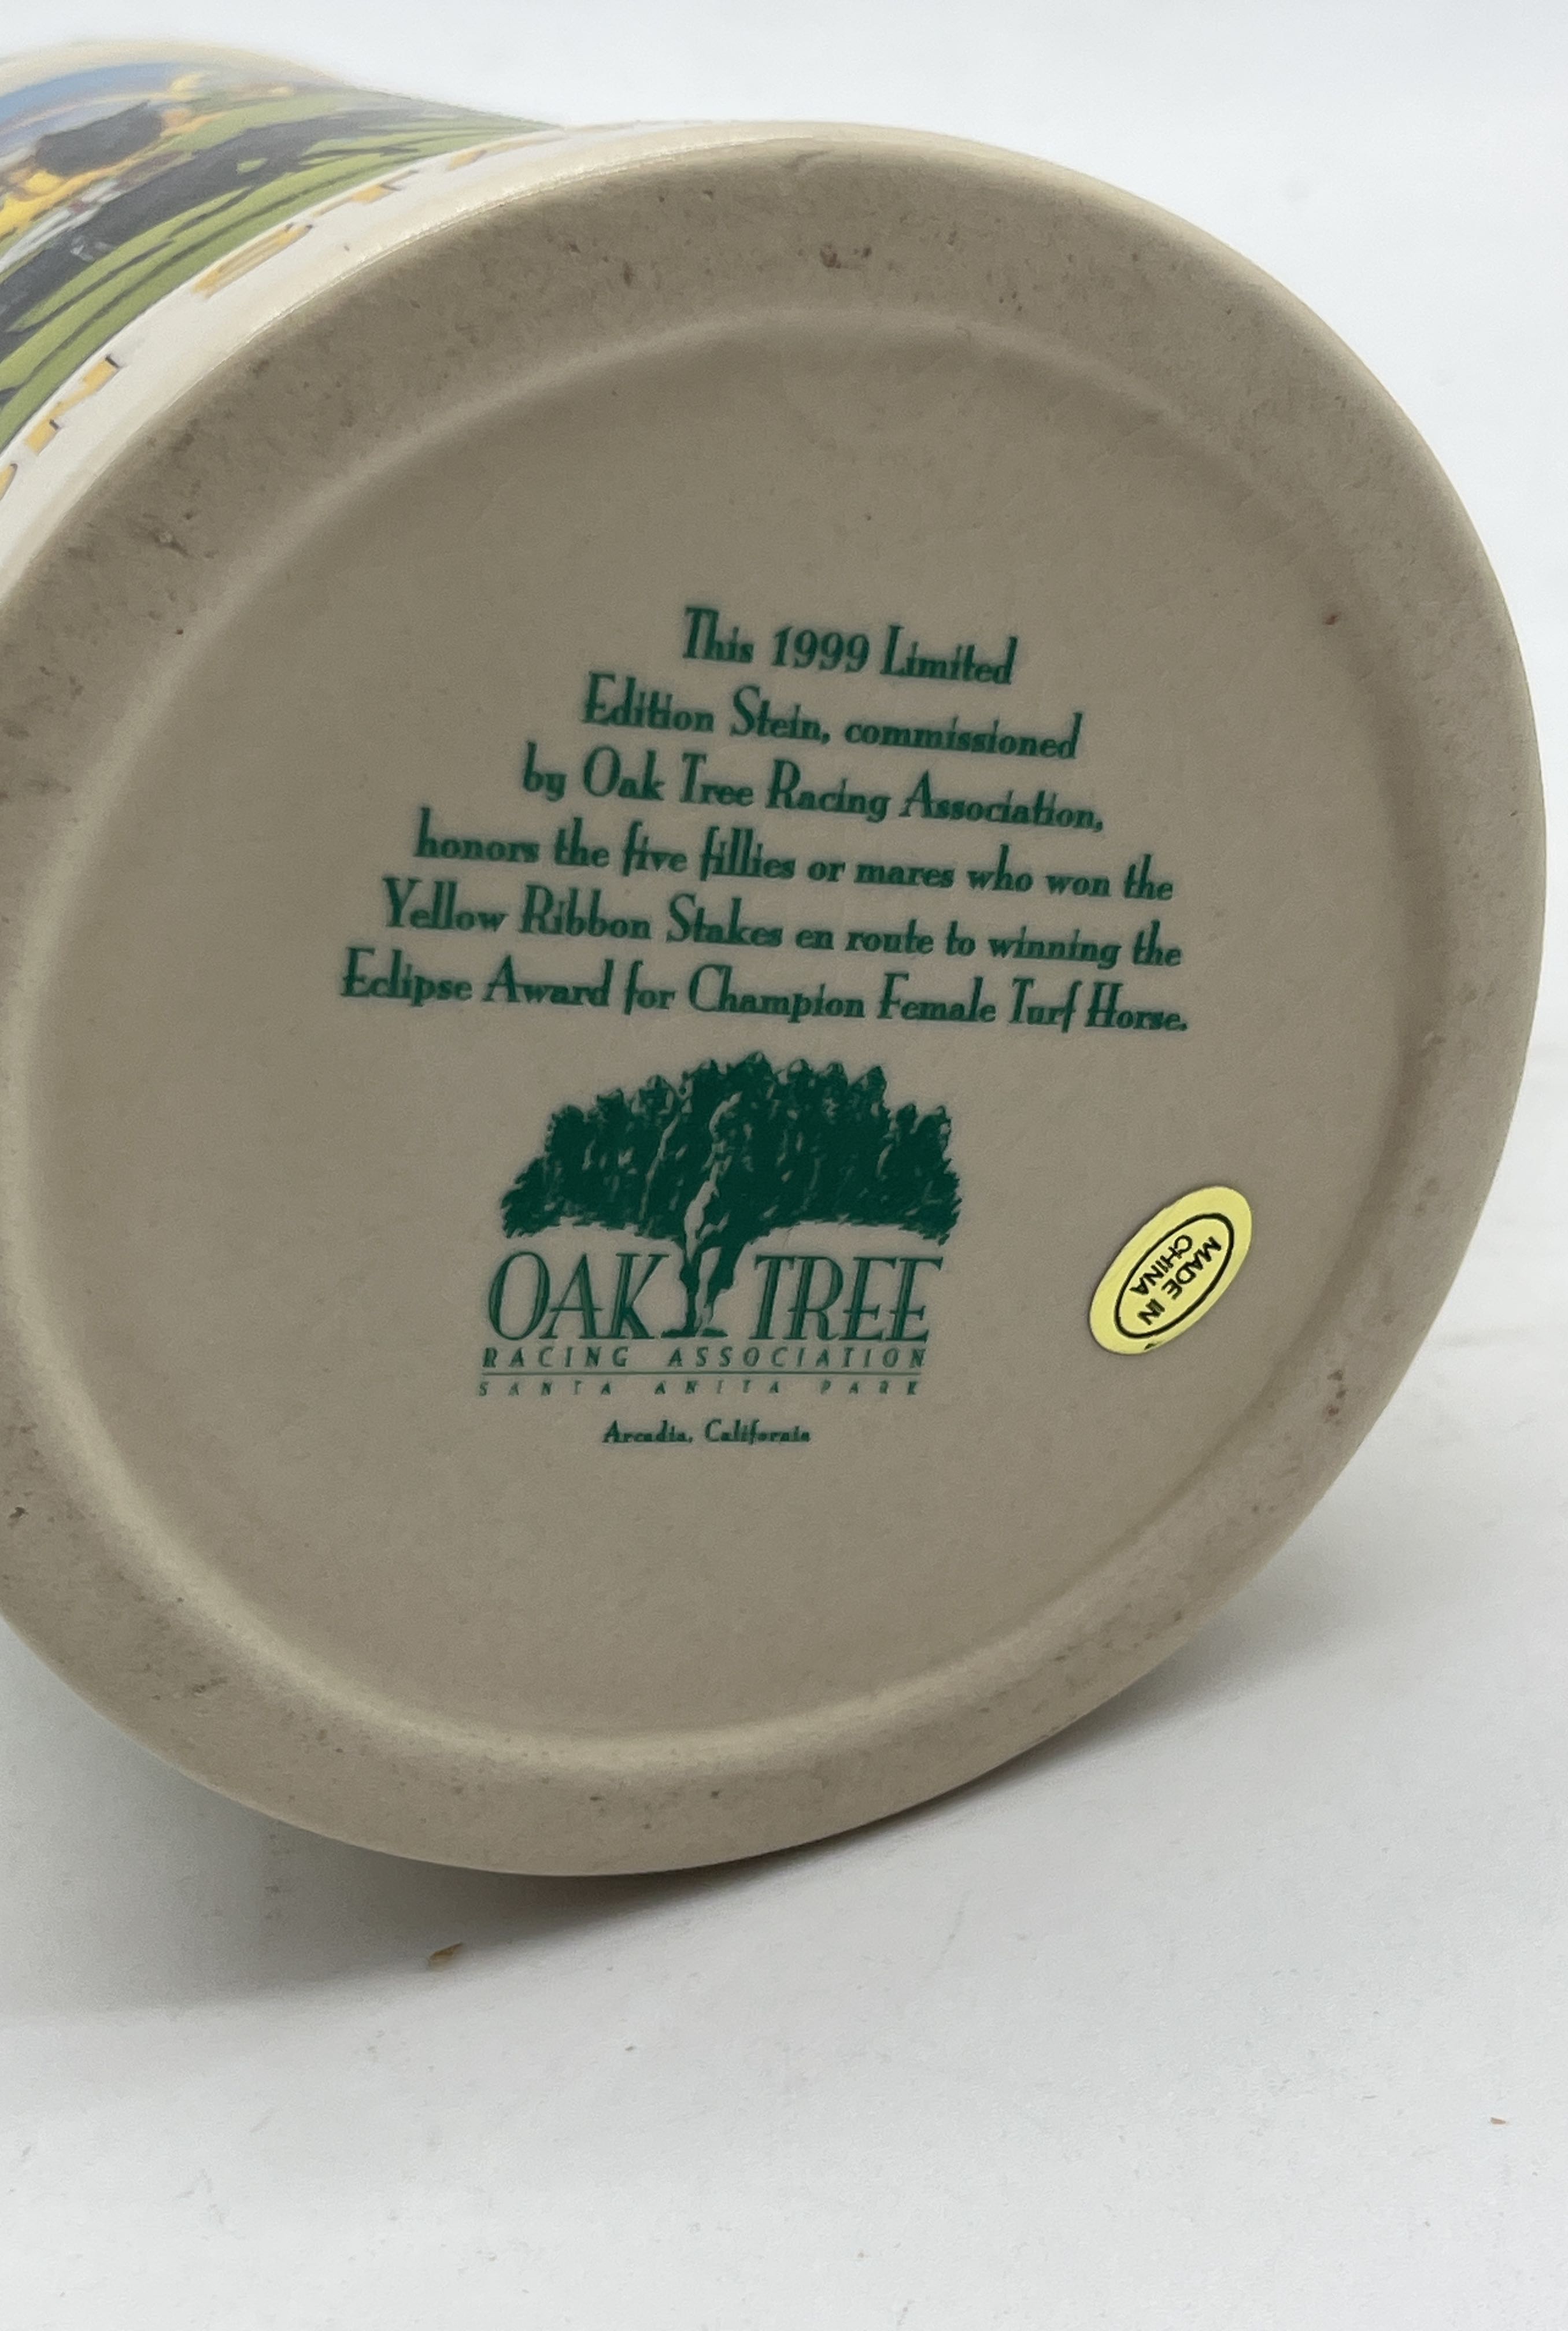 This 1999 Limited
Edition Stein, commissioned
by Oak Tree Racing Association,
honors the five fillies or mares who won the
Yellow Ribbon Stakes en route to winning the
Eclipse Award for Champion Female Turf Horse.
OAK TREE
RACING ASSOCIATION
SANTA ANITA PARK
Arcadia, California
MADE IN
CHINA